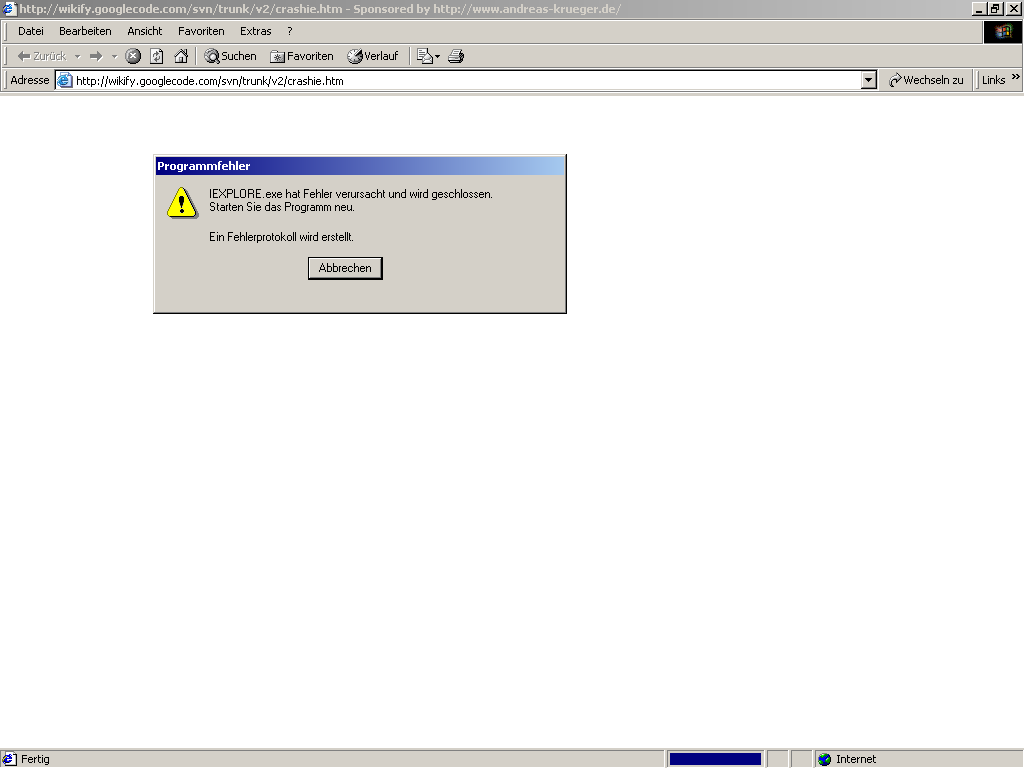 http://wikify.googlecode.com/svn/trunk/v2/crashie.htm - Sponsored by http://www.andreas-krueger.de/
Datei Bearbeiten Ansicht Favoriten Extras ?
Zurück Suchen Favoriten Verlauf
Adresse http://wikify.googlecode.com/svn/trunk/v2/crashie.htm Wechseln zu Links »
Programmfehler
IEXPLORE.exe hat Fehler verursacht und wird geschlossen.
Starten Sie das Programm neu.
Ein Fehlerprotokoll wird erstellt.
Abbrechen
Fertig Internet